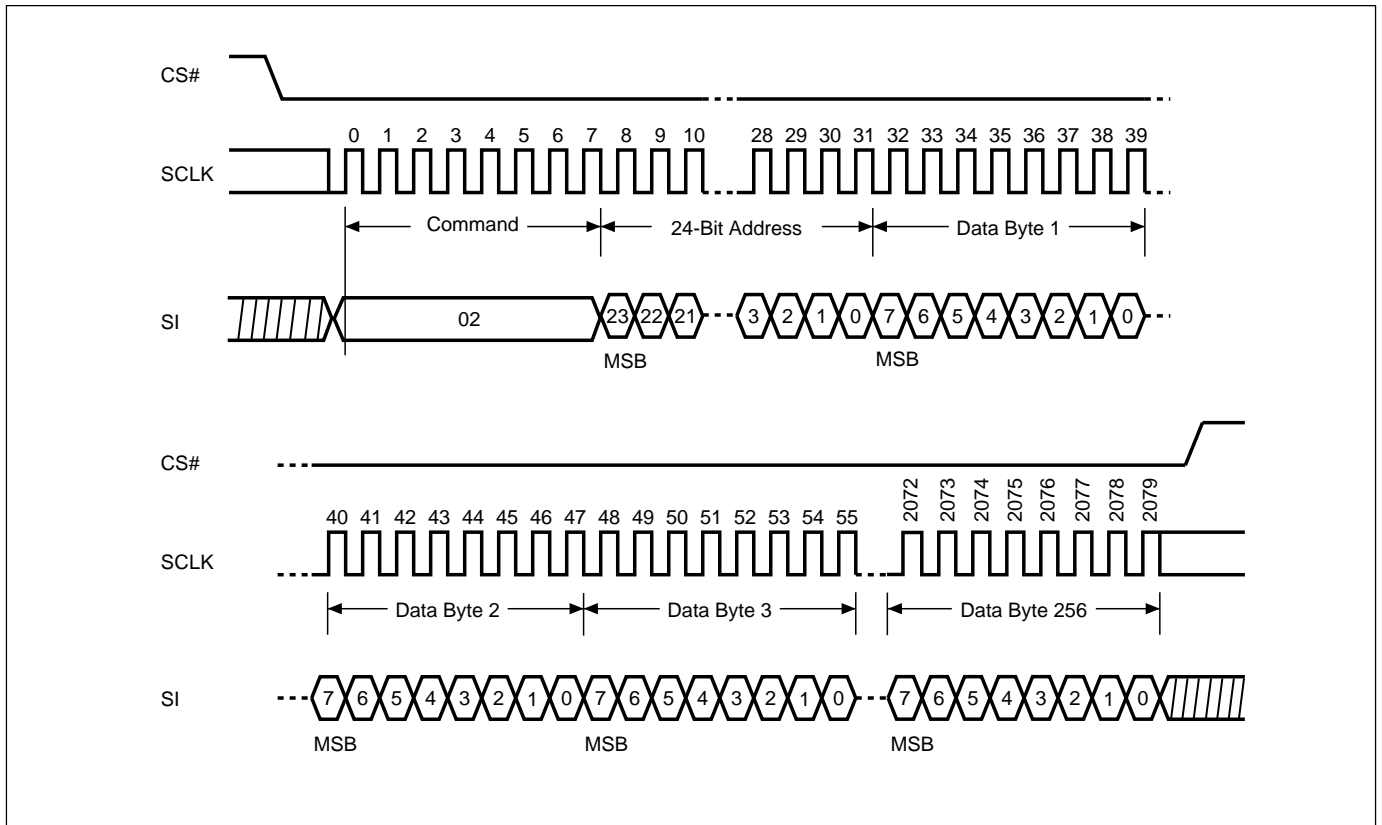 CS#
0 1 2 3 4 5 6 7 8 9 10 28 29 30 31 32 33 34 35 36 37 38 39
SCLK
Command 24-Bit Address Data Byte 1
SI 02 23 22 21 3 2 1 0 7 6 5 4 3 2 1 0
MSB MSB
CS#
40 41 42 43 44 45 46 47 48 49 50 51 52 53 54 55 2072 2073 2074 2075 2076 2077 2078 2079
SCLK
Data Byte 2 Data Byte 3 Data Byte 256
SI 7 6 5 4 3 2 1 0 7 6 5 4 3 2 1 0 7 6 5 4 3 2 1 0
MSB MSB MSB